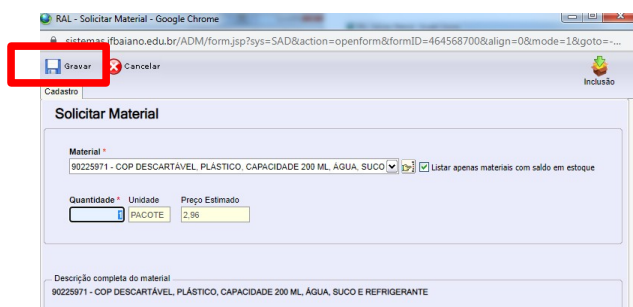 RAL - Solicitar Material - Google Chrome
sistemas.ifbaiano.edu.br/ADM/form.jsp?sys=SAD&action=openform&formID=464568700&align=0&mode=1&goto=-...
Gravar Cancelar
Inclusão
Cadastro
Solicitar Material
Material *
90225971 - COP DESCARTÁVEL, PLÁSTICO, CAPACIDADE 200 ML, ÁGUA, SUCO Listar apenas materiais com saldo em estoque
Quantidade * Unidade Preço Estimado
1 PACOTE 2,96
Descrição completa do material
90225971 - COP DESCARTÁVEL, PLÁSTICO, CAPACIDADE 200 ML, ÁGUA, SUCO E REFRIGERANTE